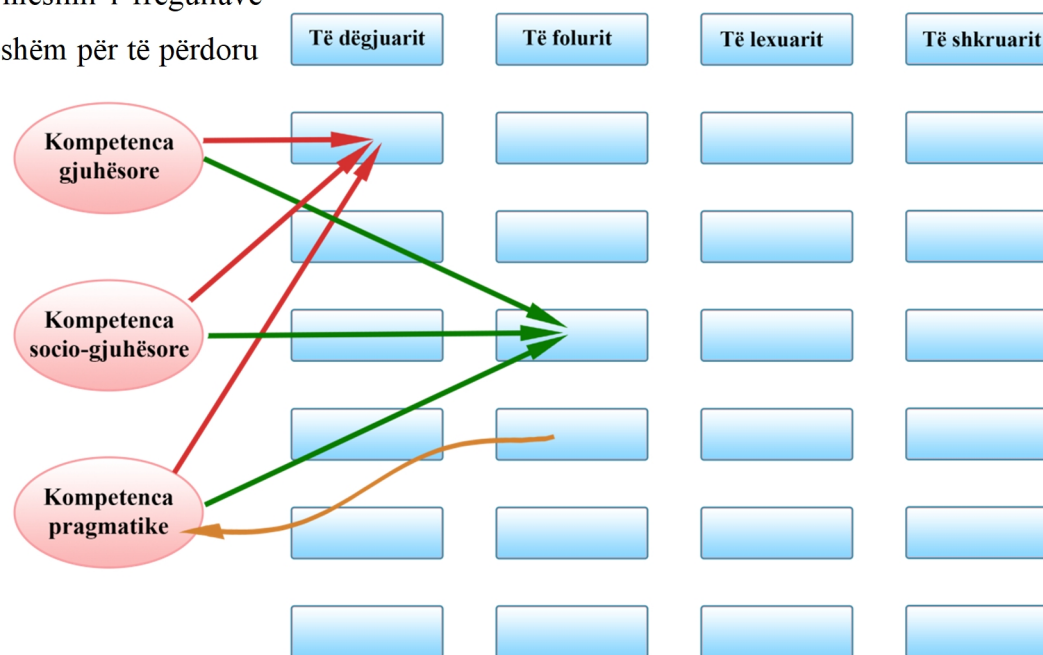 shëm për të përdoru
Të dëgjuarit
Të folurit
Të lexuarit
Të shkruarit
Kompetenca
gjuhësore
Kompetenca
socio-gjuhësore
Kompetenca
pragmatike